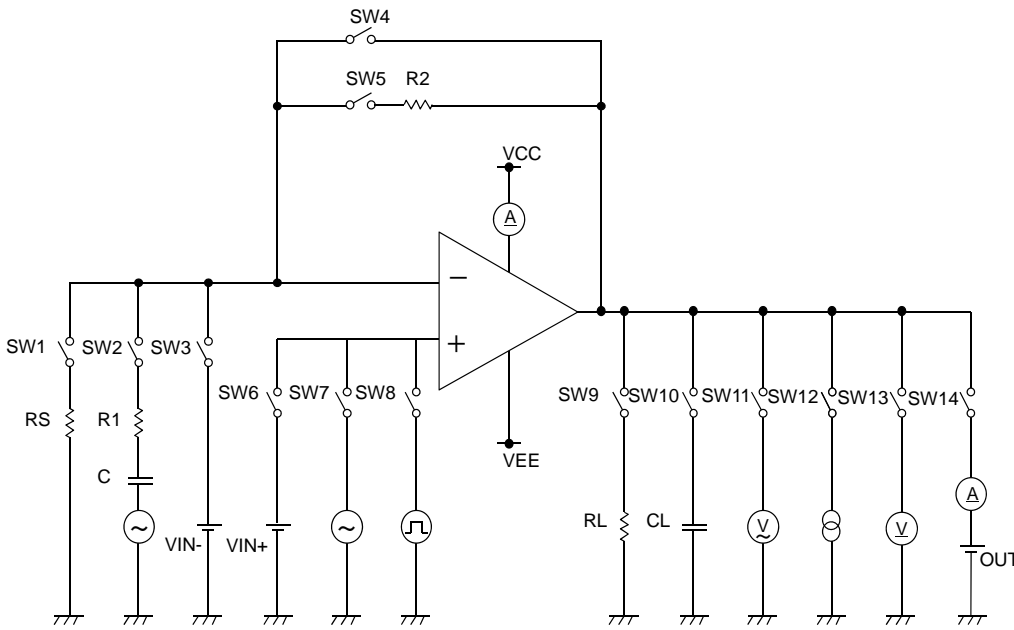 SW4
SW5 R2
VCC
A
−
+
SW1 SW2 SW3
SW6 SW7 SW8
SW9 SW10 SW11 SW12 SW13 SW14
RS R1
VEE
C
A
RL CL V V
VIN- VIN+
OUT